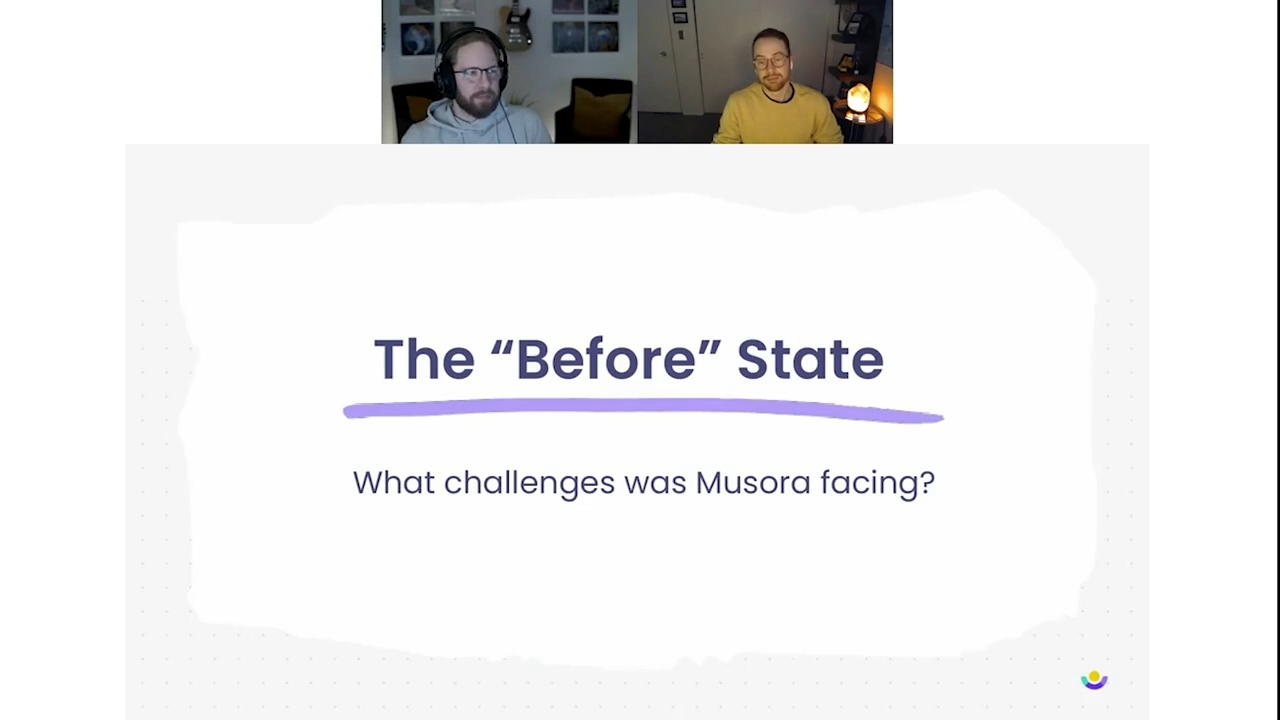 The “Before” State
What challenges was Musora facing?